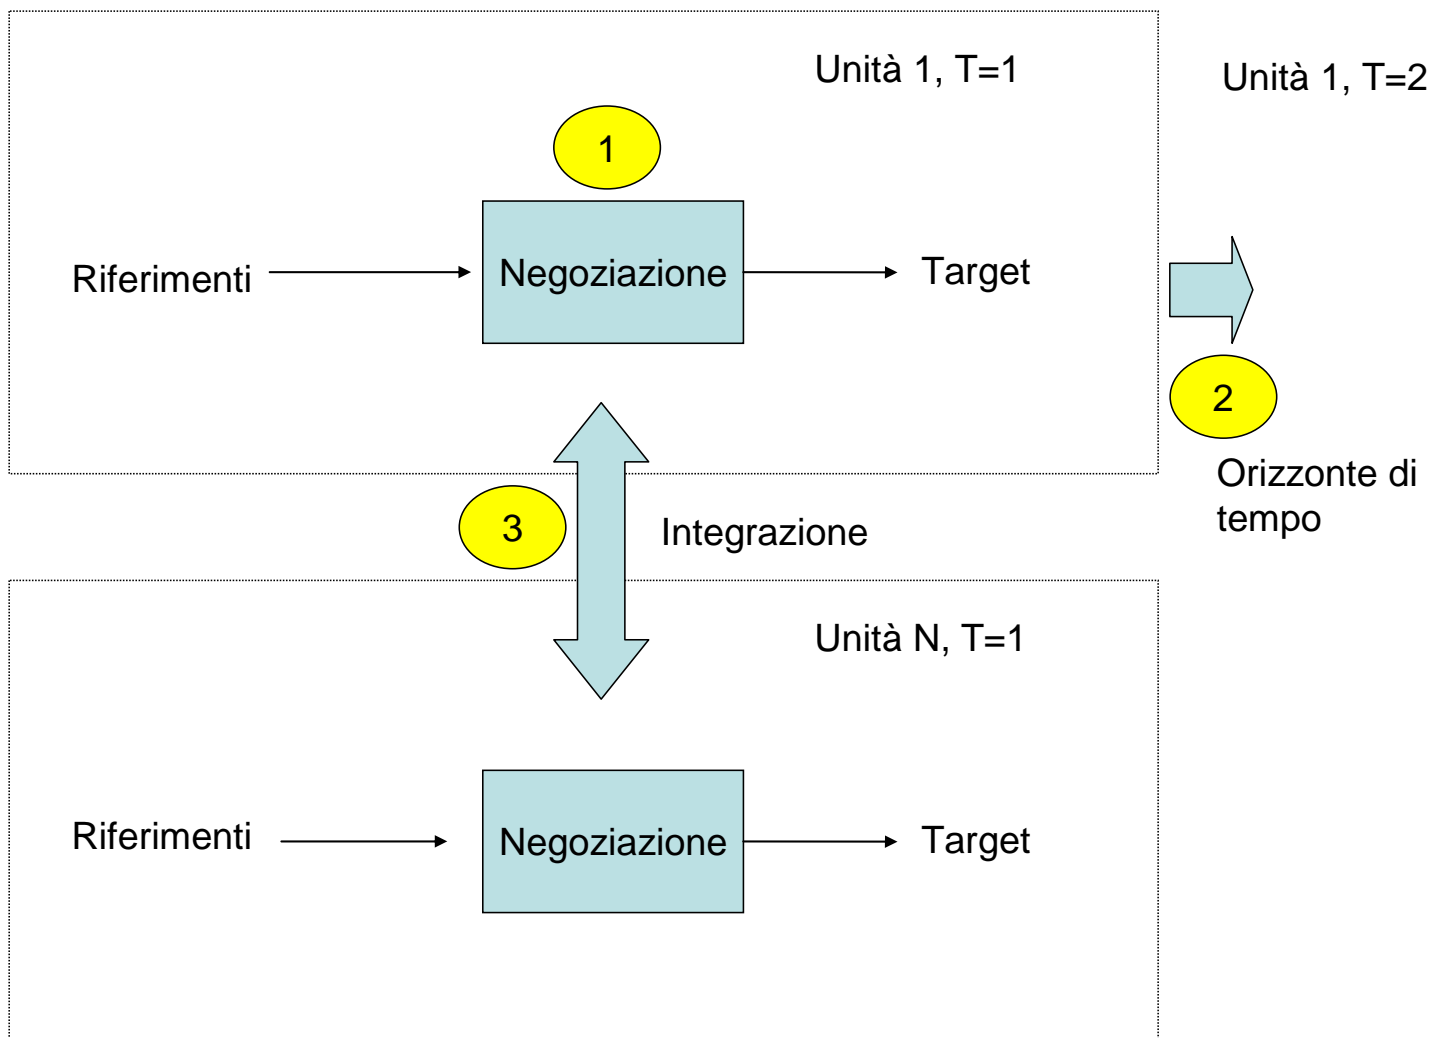 Unità 1, T=1
Unità 1, T=2
1
Riferimenti
Negoziazione
Target
2
Orizzonte di
tempo
3
Integrazione
Unità N, T=1
Riferimenti
Negoziazione
Target